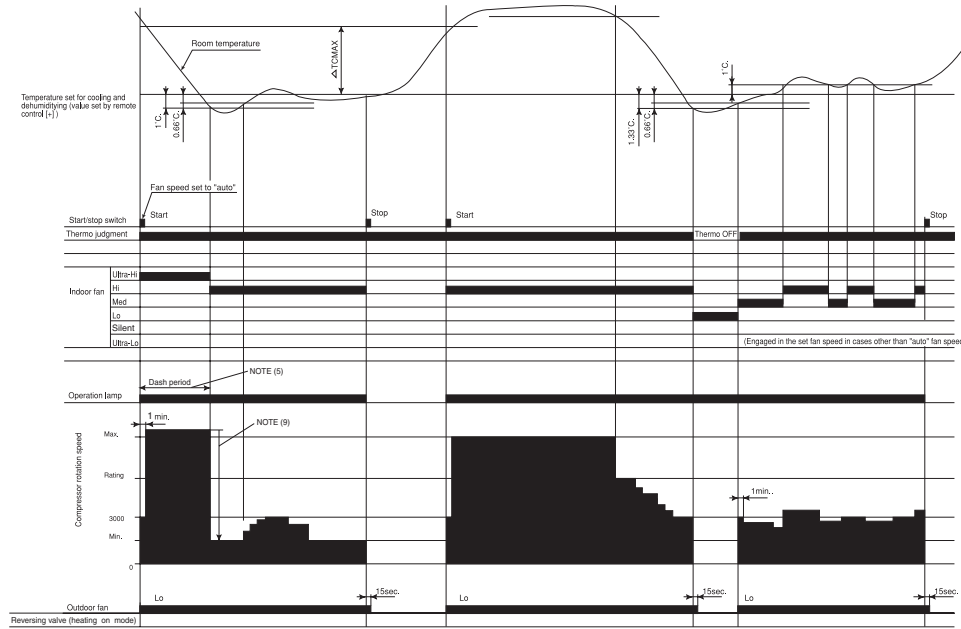 Room temperature
△TCMAX
Temperature set for cooling and
dehumiditying (value set by remote
control [+] )
1˚C.
0.66˚C.
1.33˚C.
0.66˚C.
1˚C.
Fan speed set to "auto"
Start/stop switch
Start
Stop
Start
Stop
Thermo judgment
Thermo OFF
Indoor fan
Ultra-Hi
Hi
Med
Lo
Silent
Ultra-Lo
(Engaged in the set fan speed in cases other than "auto" fan speed
Dash period
NOTE (5)
Operation lamp
1 min.
NOTE (9)
Compressor rotation speed
Max.
Rating
3000
Min.
0
1min..
15sec.
15sec.
15sec.
Outdoor fan
Lo
Lo
Lo
Reversing valve (heating on mode)